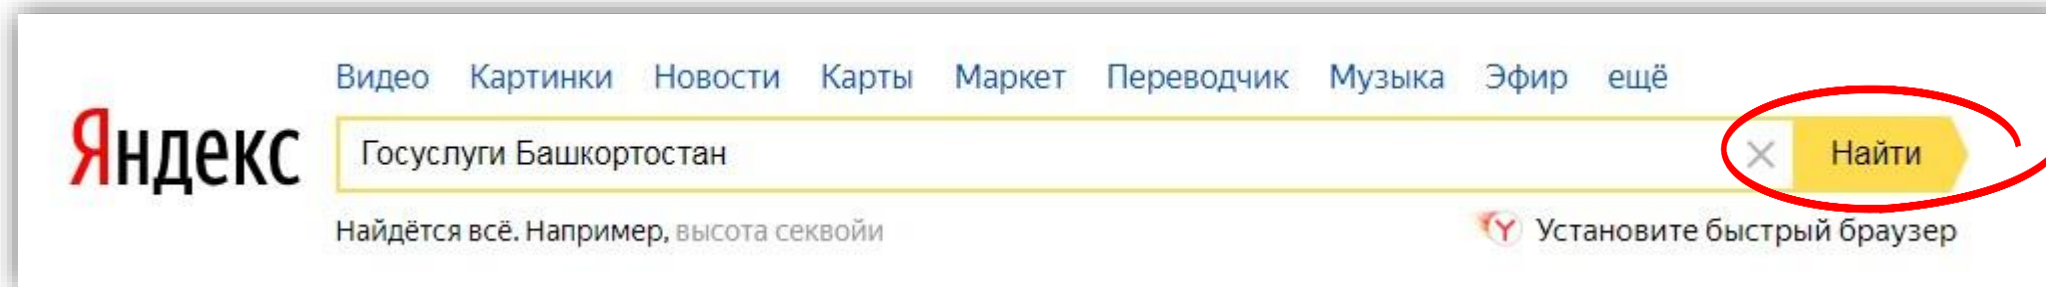 Видео Картинки Новости Карты Маркет Переводчик Музыка Эфир ещё
Яндекс Госуслуги Башкортостан Найти
Найдётся всё. Например, высота секвойи Установите быстрый браузер